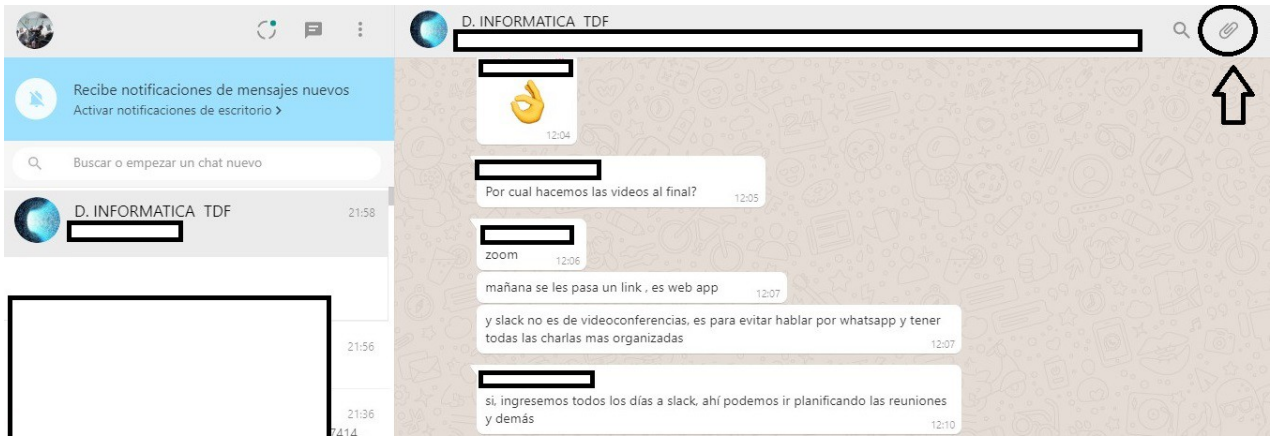 Recibe notificaciones de mensajes nuevos
Activar notificaciones de escritorio >
Buscar o empezar un chat nuevo
D. INFORMATICA TDF
21:58
21:56
21:36
7414
D. INFORMATICA TDF
12:04
Por cual hacemos las videos al final?
12:05
zoom
12:06
mañana se les pasa un link , es web app
12:07
y slack no es de videoconferencias, es para evitar hablar por whatsapp y tener
todas las charlas mas organizadas
12:07
si, ingresemos todos los días a slack, ahí podemos ir planificando las reuniones
y demás
12:10